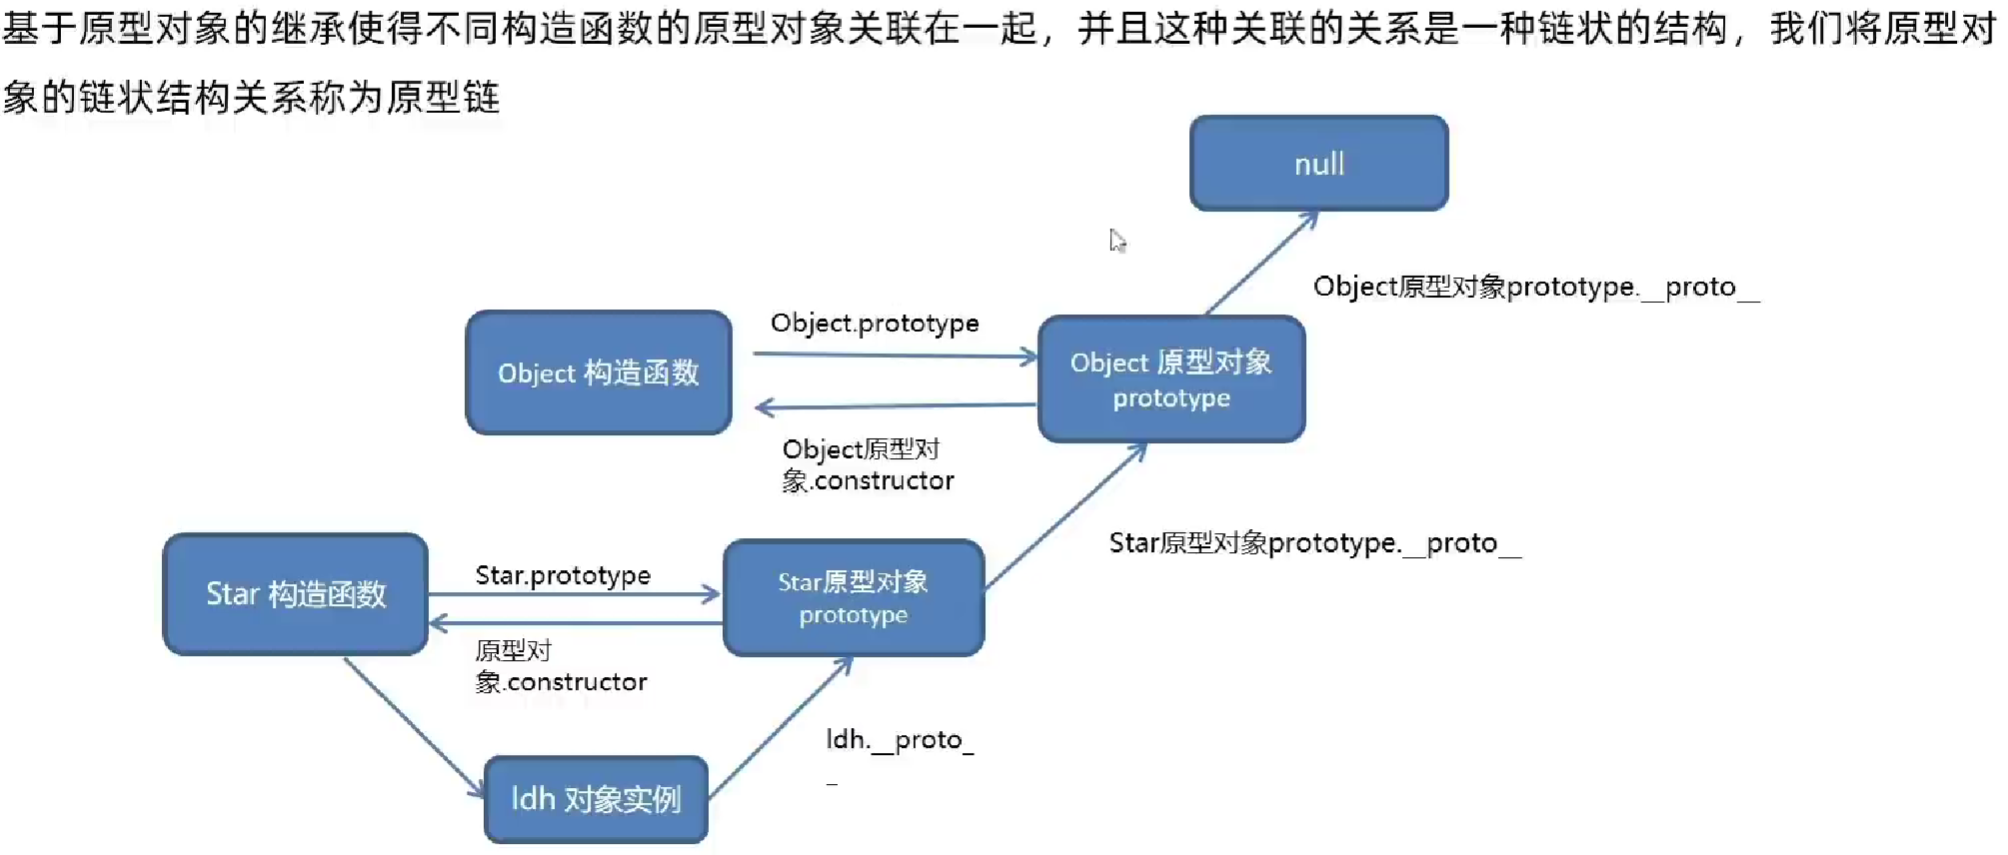 基于原型对象的继承使得不同构造函数的原型对象关联在一起，并且这种关联的关系是一种链状的结构，我们将原型对
象的链状结构关系称为原型链
null
Object原型对象prototype.__proto__
Object.prototype
Object 构造函数
Object 原型对象
prototype
Object原型对
象.constructor
Star原型对象prototype.__proto__
Star 构造函数
Star.prototype
Star原型对象
prototype
原型对
象.constructor
ldh.__proto_
_
ldh 对象实例